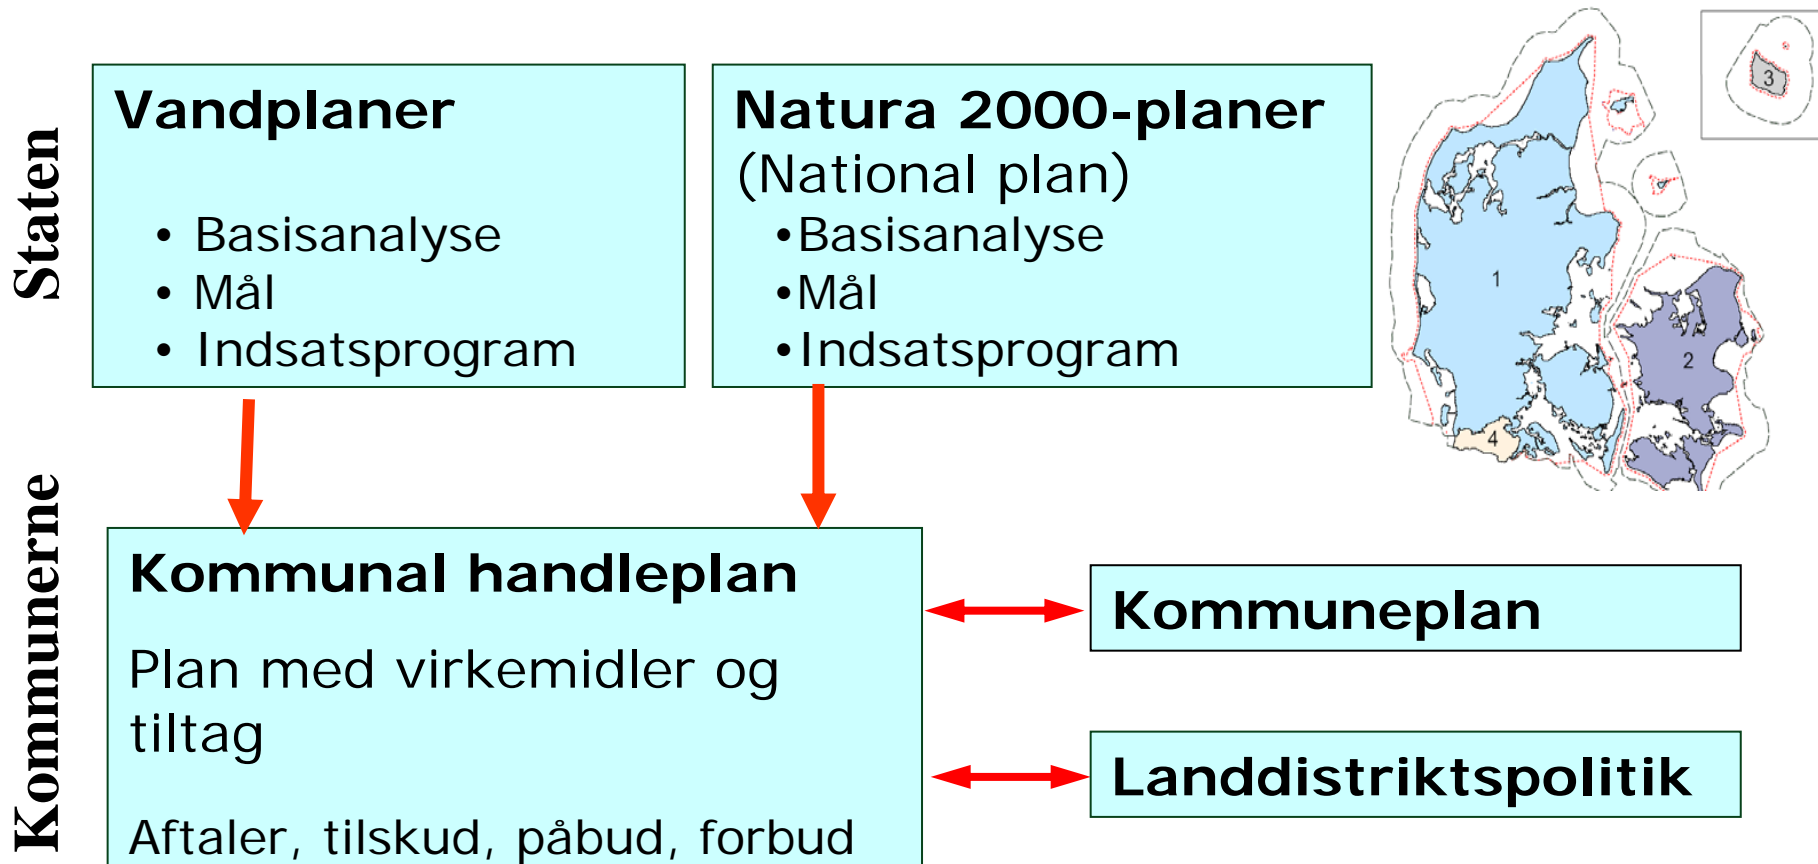 Staten
Vandplaner
• Basisanalyse
• Mål
• Indsatsprogram
Natura 2000-planer
(National plan)
•Basisanalyse
•Mål
•Indsatsprogram
1
2
3
4
Kommunerne
Kommunal handleplan
Plan med virkemidler og
tiltag
Aftaler, tilskud, påbud, forbud
Kommuneplan
Landdistriktspolitik